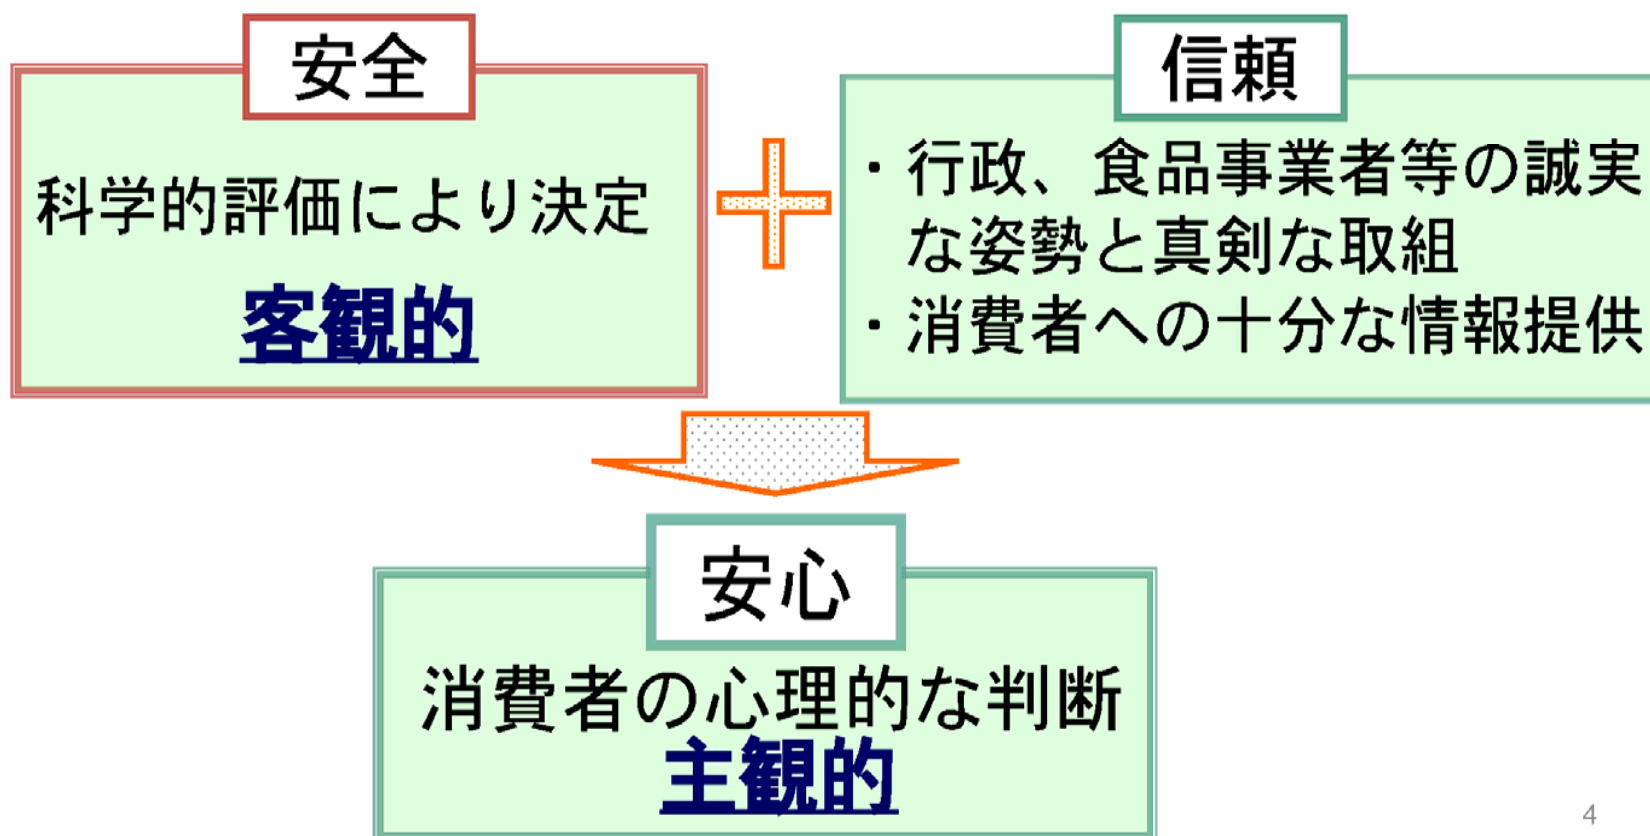 安全
科学的評価により決定
客観的
信頼
・行政、食品事業者等の誠実
な姿勢と真剣な取組
・消費者への十分な情報提供
安心
消費者の心理的な判断
主観的
4